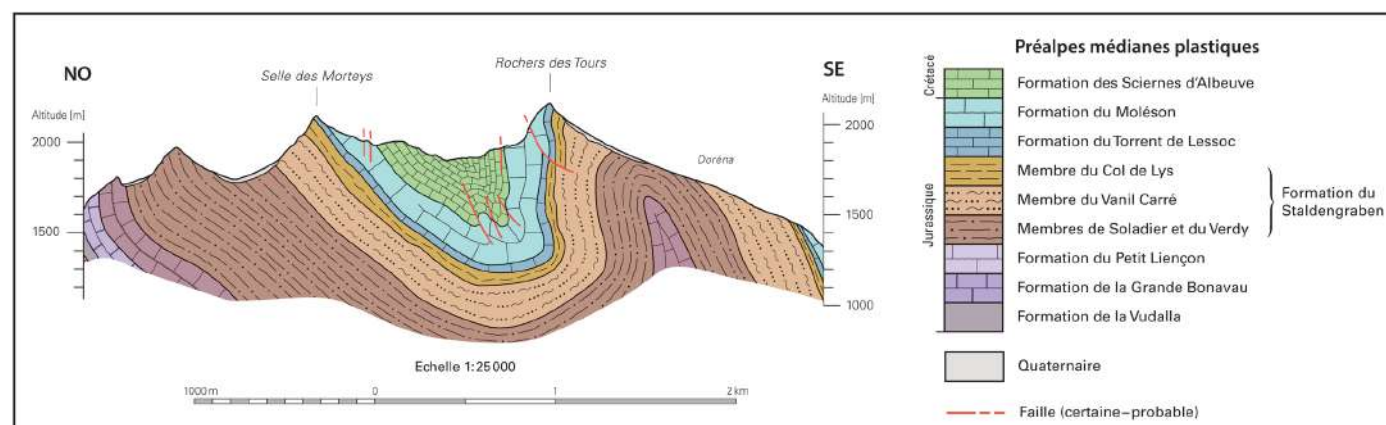 NO
Selle des Morteys
Rochers des Tours
SE
Altitude [m]
Altitude [m]
2000
2000
Doréna
1500
1500
1000
Echelle 1:25 000
1000 m
0
1
2 km
Préalpes médianes plastiques
Crétacé
Formation des Sciernes d'Albeuve
Jurassique
Formation du Moléson
Formation du Torrent de Lessoc
Membre du Col de Lys
Membre du Vanil Carré
Membres de Soladier et du Verdy
Formation du
Staldengraben
Formation du Petit Liençon
Formation de la Grande Bonavau
Formation de la Vudalla
Quaternaire
Faille (certaine–probable)